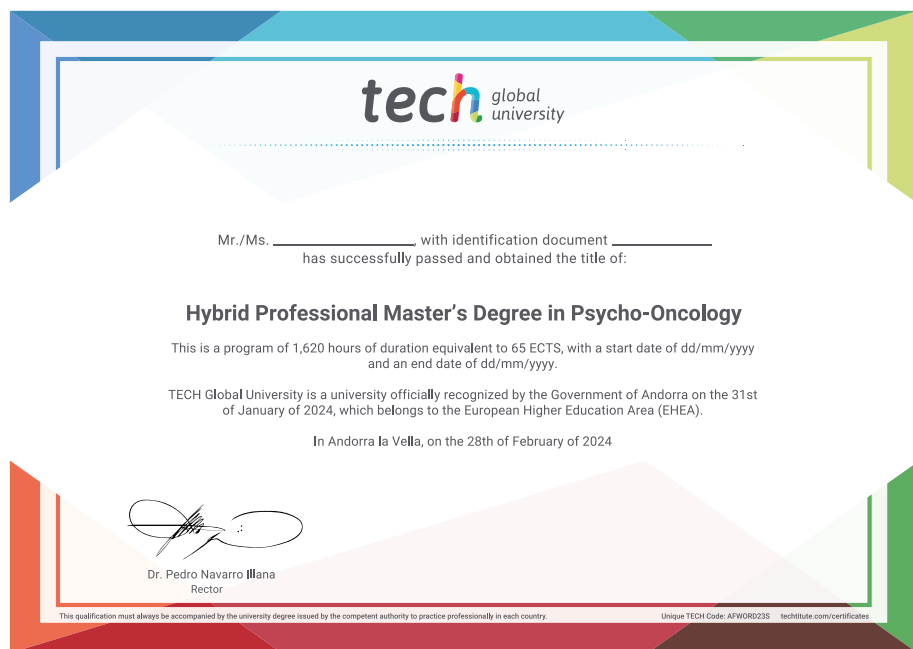 tech global university
Mr./Ms. ________________, with identification document ____________
has successfully passed and obtained the title of:
Hybrid Professional Master's Degree in Psycho-Oncology
This is a program of 1,620 hours of duration equivalent to 65 ECTS, with a start date of dd/mm/yyyy
and an end date of dd/mm/yyyy.
TECH Global University is a university officially recognized by the Government of Andorra on the 31st
of January of 2024, which belongs to the European Higher Education Area (EHEA).
In Andorra la Vella, on the 28th of February of 2024
Dr. Pedro Navarro Illana
Rector
This qualification must always be accompanied by the university degree issued by the competent authority to practice professionally in each country. Unique TECH Code: AFWORD23S techtitute.com/certificates